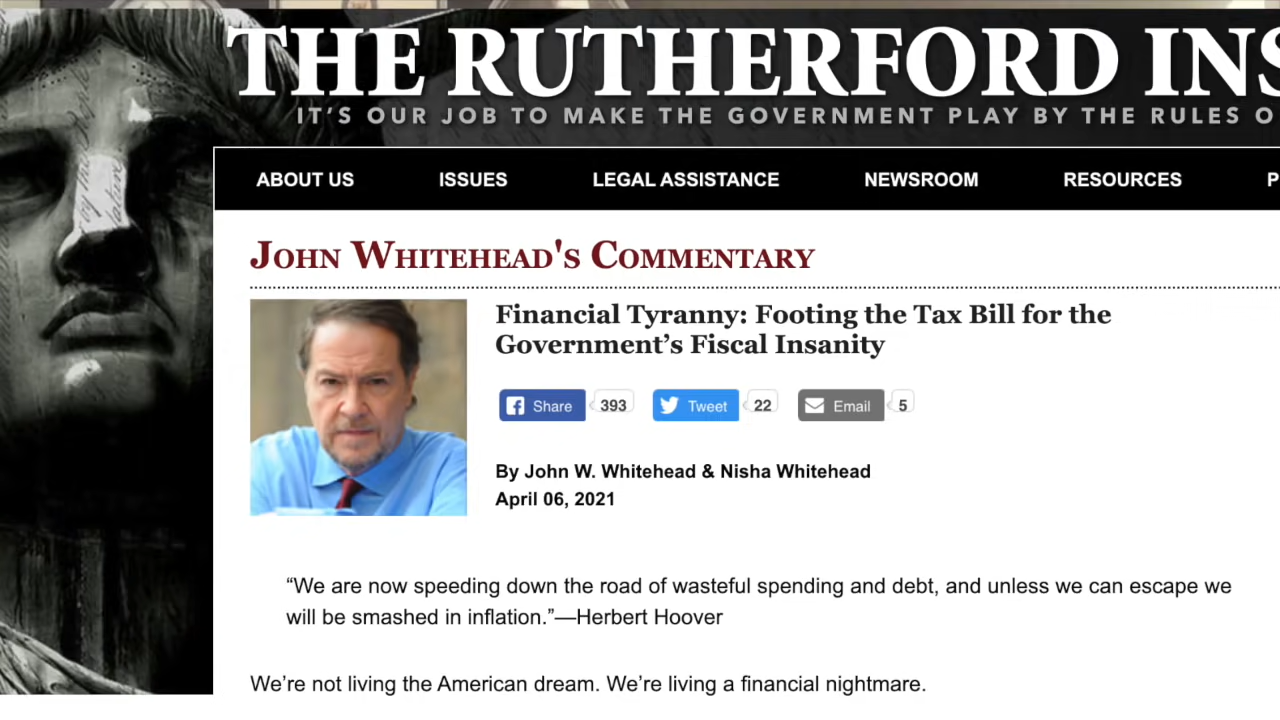 THE RUTHERFORD INS
IT'S OUR JOB TO MAKE THE GOVERNMENT PLAY BY THE RULES O
ABOUT US ISSUES LEGAL ASSISTANCE NEWSROOM RESOURCES P
JOHN WHITEHEAD'S COMMENTARY
Financial Tyranny: Footing the Tax Bill for the
Government’s Fiscal Insanity
Share 393 Tweet 22 Email 5
By John W. Whitehead & Nisha Whitehead
April 06, 2021
“We are now speeding down the road of wasteful spending and debt, and unless we can escape we
will be smashed in inflation.”—Herbert Hoover
We’re not living the American dream. We’re living a financial nightmare.